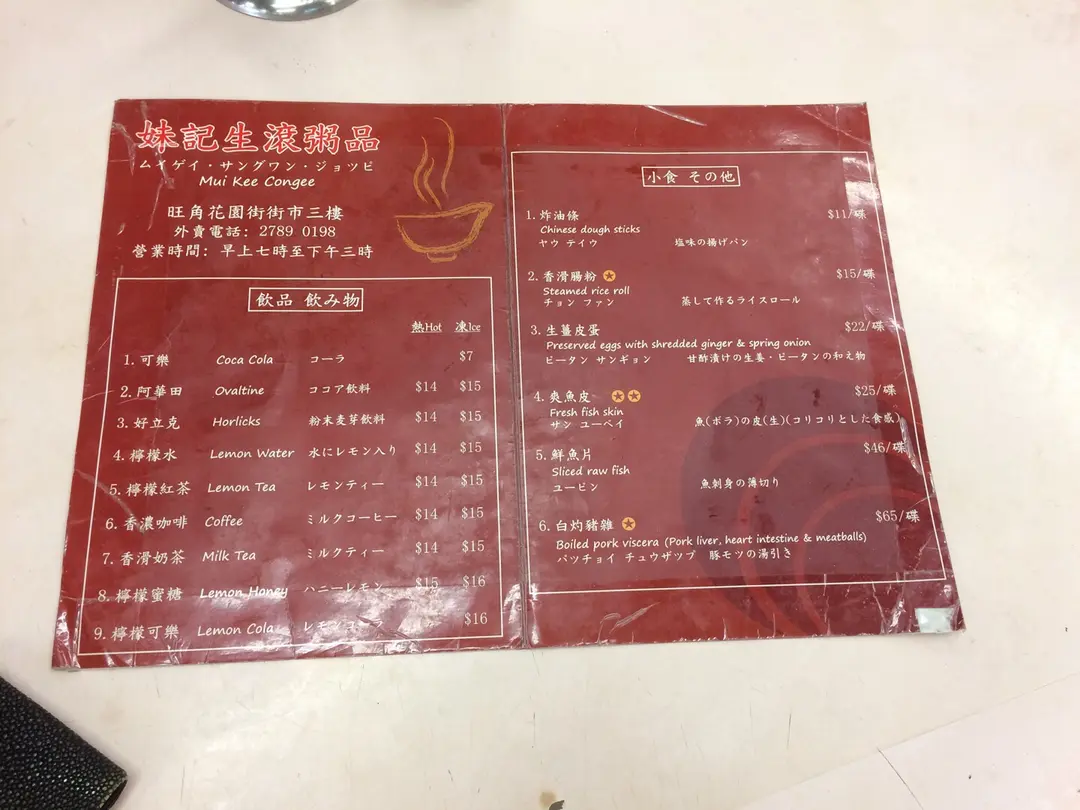 妹記生滾粥品
ムイゲイ・サングワン・ジョツピ
Mui Kee Congee
旺角花園街街市三樓
外賣電話: 2789 0198
營業時間: 早上七時至下午三時
飲品 飲み物
熱Hot 凍Ice
1. 可樂 Coca Cola コーラ $7
2. 阿華田 Ovaltine ココア飲料 $14 $15
3. 好立克 Horlicks 粉末麦芽飲料 $14 $15
4. 檸檬水 Lemon Water 水にレモン入り $14 $15
5. 檸檬紅茶 Lemon Tea レモンティー $14 $15
6. 香濃咖啡 Coffee ミルクコーヒー $14 $15
7. 香滑奶茶 Milk Tea ミルクティー $14 $15
8. 檸檬蜜糖 Lemon Honey ハニーレモン $15 $16
9. 檸檬可樂 Lemon Cola レモンコーラ $16
小食 その他
1. 炸油條 $11/碟
Chinese dough sticks
ヤウ テイウ 塩味の揚げパン
2. 香滑腸粉 $15/碟
Steamed rice roll
チョン ファン 蒸して作るライスロール
3. 生薑皮蛋 $22/碟
Preserved eggs with shredded ginger & spring onion
ピータン サンギョン 甘酢漬けの生姜・ピータンの和え物
4. 爽魚皮 $25/碟
Fresh fish skin
サン ユーペイ 魚(ボラ)の皮(生)(コリコリとした食感)
5. 鮮魚片 $46/碟
Sliced raw fish
ユーピン 魚刺身の薄切り
6. 白灼豬雜 $65/碟
Boiled pork viscera (Pork liver, heart intestine & meatballs)
バツチョイ チュウザツプ 豚モツの湯引き